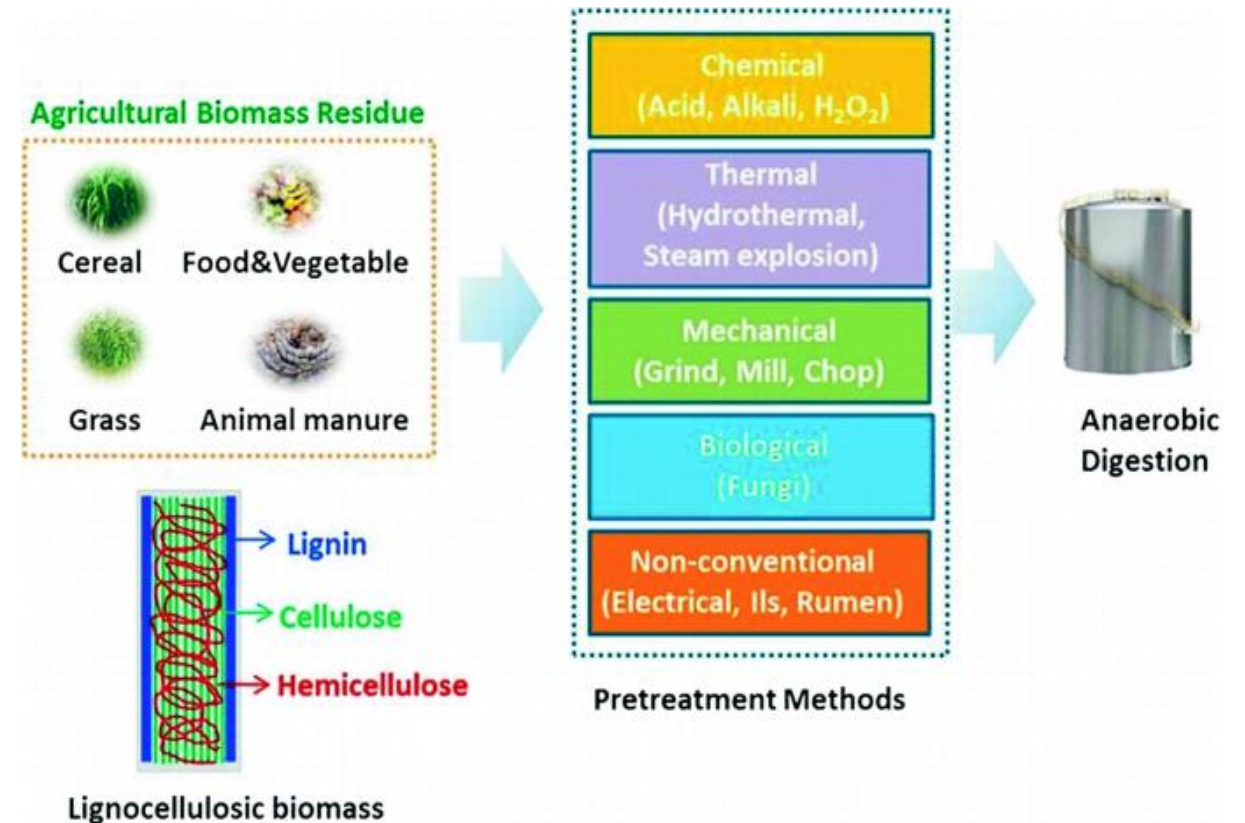 Agricultural Biomass Residue
Cereal
Food&Vegetable
Grass
Animal manure
Lignin
Cellulose
Hemicellulose
Lignocellulosic biomass
Chemical
(Acid, Alkali, H₂O₂)
Thermal
(Hydrothermal,
Steam explosion)
Mechanical
(Grind, Mill, Chop)
Biological
(Fungi)
Non-conventional
(Electrical, Ils, Rumen)
Pretreatment Methods
Anaerobic
Digestion